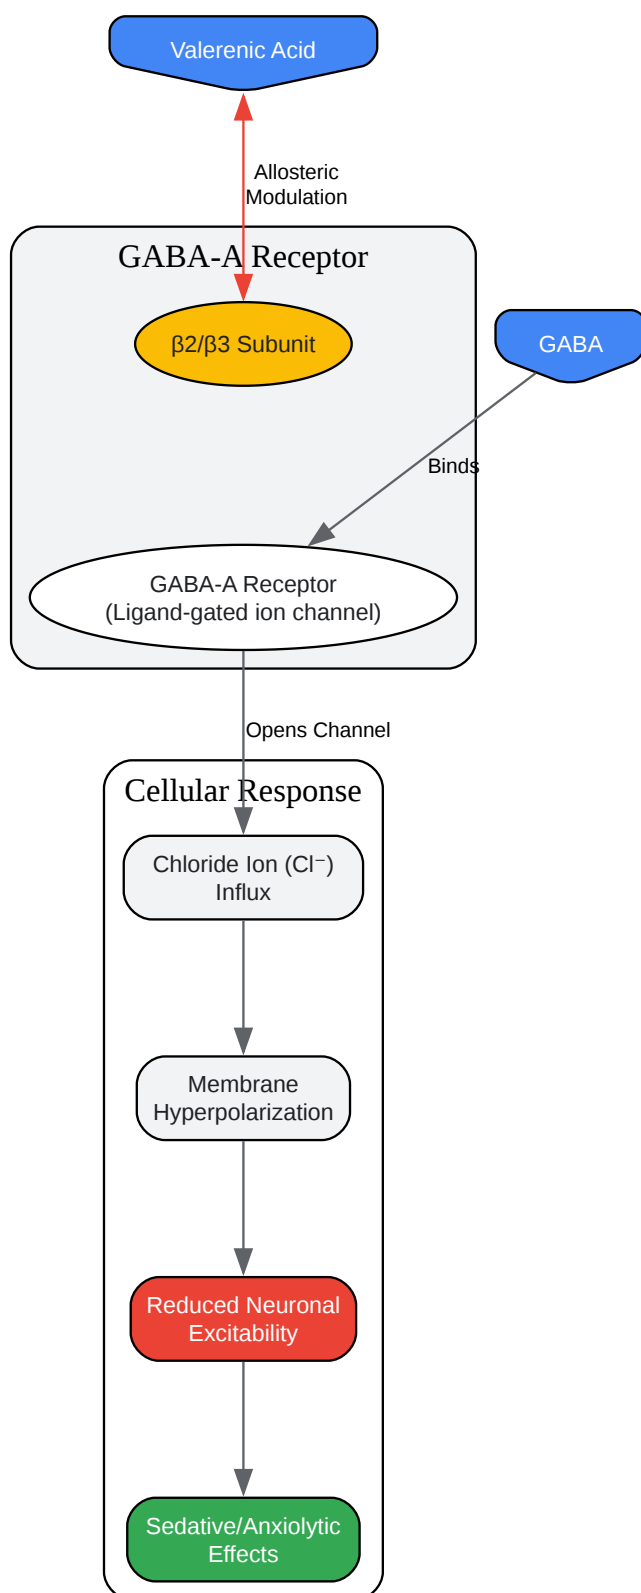 Valerenic Acid
Allosteric
Modulation
GABA-A Receptor
β2/β3 Subunit
GABA
Binds
GABA-A Receptor
(Ligand-gated ion channel)
Opens Channel
Cellular Response
Chloride Ion (Cl⁻)
Influx
Membrane
Hyperpolarization
Reduced Neuronal
Excitability
Sedative/Anxiolytic
Effects